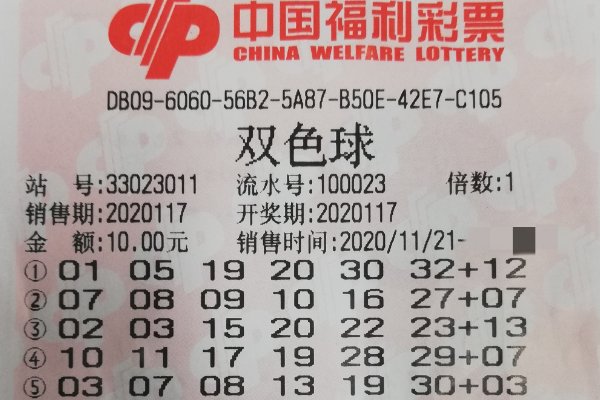 中国福利彩票
CHINA WELFARE LOTTERY
DB09-6060-56B2-5A87-B50E-42E7-C105
双色球
站 号:33023011 流水号:100023 倍数:1
销售期:2020117 开奖期:2020117
金 额:10.00元 销售时间:2020/11/21-
① 01 05 19 20 30 32+12
② 07 08 09 10 16 27+07
③ 02 03 15 20 22 23+13
④ 10 11 17 19 28 29+07
⑤ 03 07 08 13 19 30+03